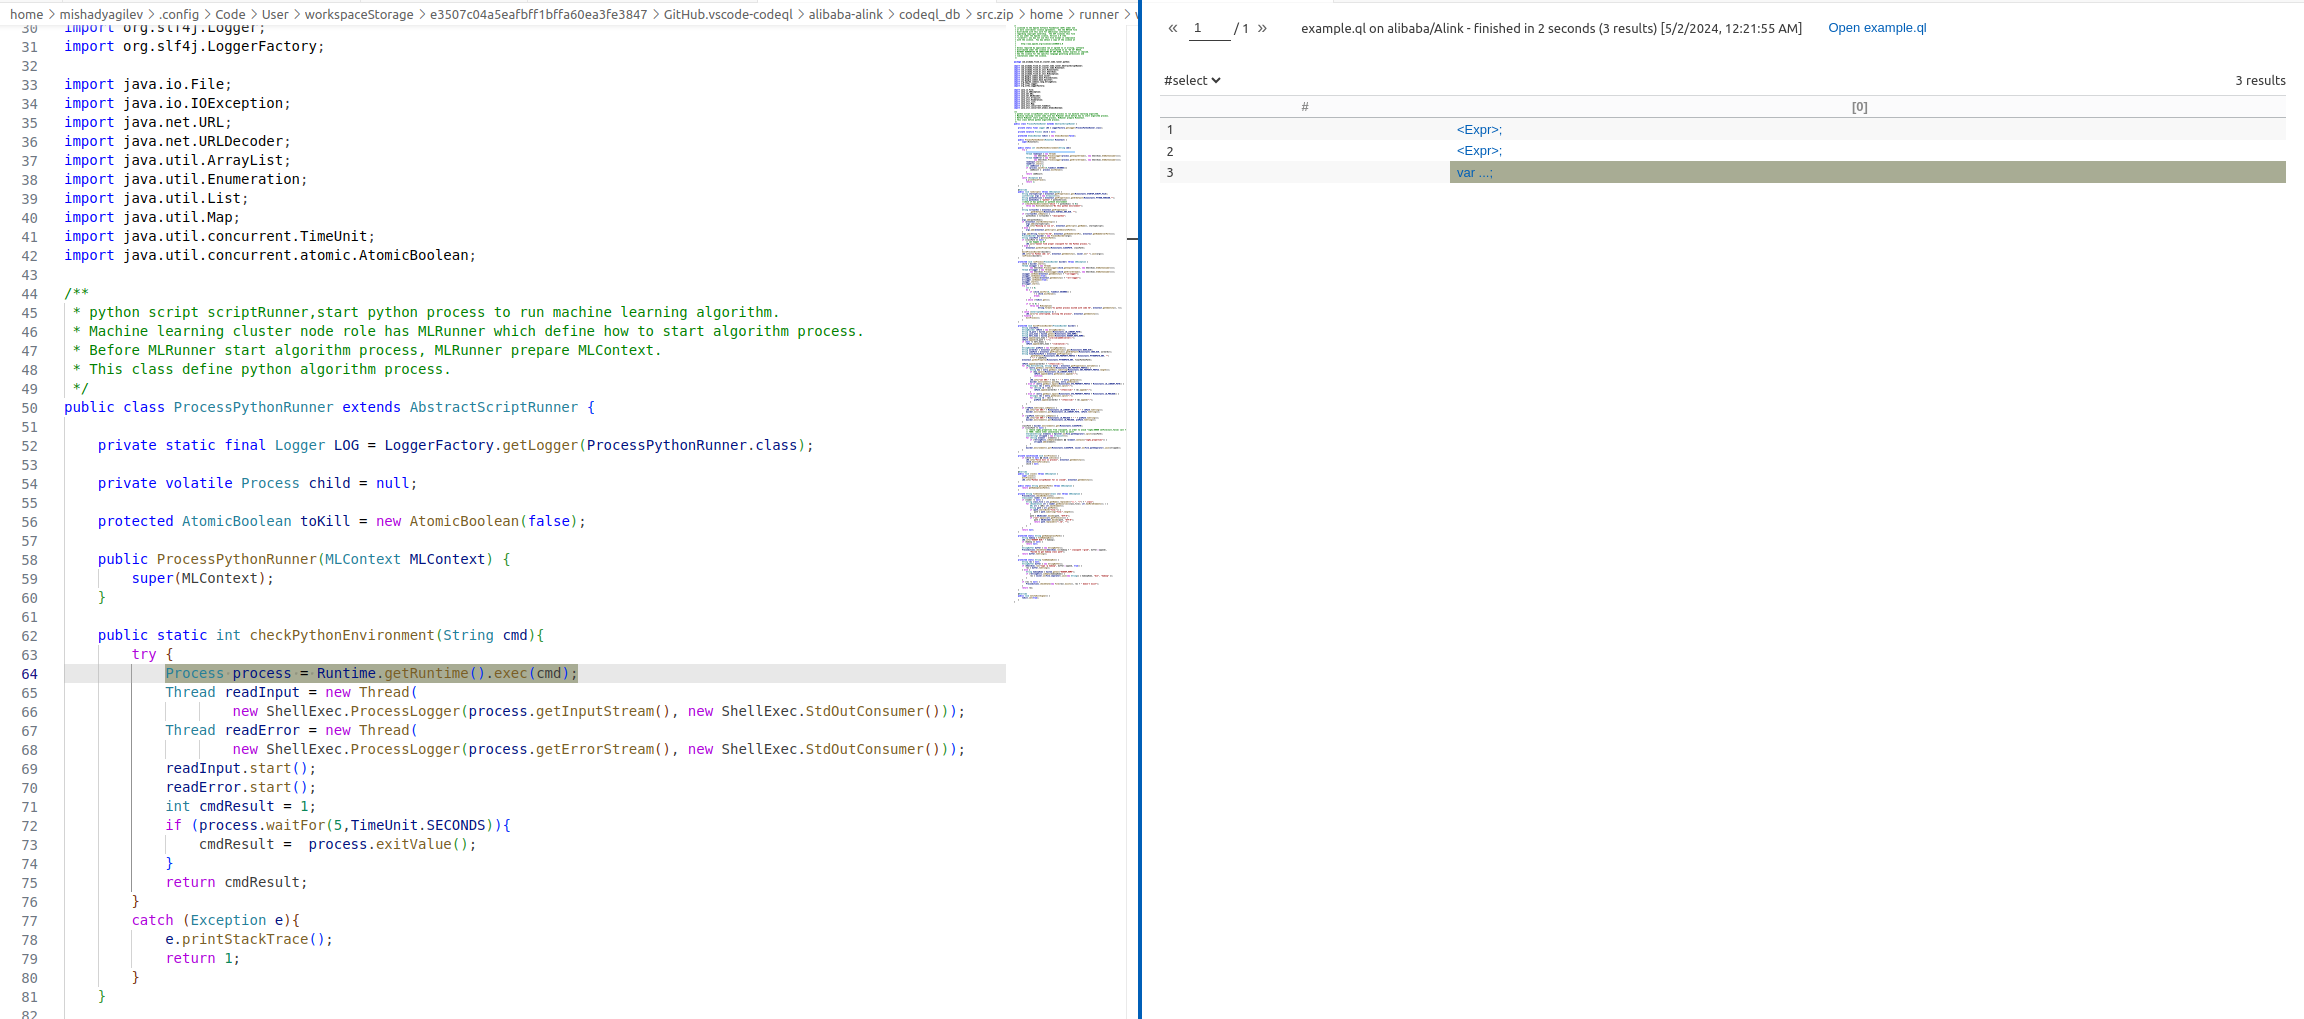 home > mishadyagilev > .config > Code > User > workspaceStorage > e3507c04a5eafbff1bffa60ea3fe3847 > GitHub.vscode-codeql > alibaba-alink > codeql_db > src.zip > home > runner >
30 import org.slf4j.Logger;
31 import org.slf4j.LoggerFactory;
32
33 import java.io.File;
34 import java.io.IOException;
35 import java.net.URL;
36 import java.net.URLDecoder;
37 import java.util.ArrayList;
38 import java.util.Enumeration;
39 import java.util.List;
40 import java.util.Map;
41 import java.util.concurrent.TimeUnit;
42 import java.util.concurrent.atomic.AtomicBoolean;
43
44 /**
45 * python script scriptRunner,start python process to run machine learning algorithm.
46 * Machine learning cluster node role has MLRunner which define how to start algorithm process.
47 * Before MLRunner start algorithm process, MLRunner prepare MLContext.
48 * This class define python algorithm process.
49 */
50 public class ProcessPythonRunner extends AbstractScriptRunner {
51
52 private static final Logger LOG = LoggerFactory.getLogger(ProcessPythonRunner.class);
53
54 private volatile Process child = null;
55
56 protected AtomicBoolean toKill = new AtomicBoolean(false);
57
58 public ProcessPythonRunner(MLContext MLContext) {
59 super(MLContext);
60 }
61
62 public static int checkPythonEnvironment(String cmd){
63 try {
64 Process process = Runtime.getRuntime().exec(cmd);
65 Thread readInput = new Thread(
66 new ShellExec.ProcessLogger(process.getInputStream(), new ShellExec.StdOutConsumer()));
67 Thread readError = new Thread(
68 new ShellExec.ProcessLogger(process.getErrorStream(), new ShellExec.StdOutConsumer()));
69 readInput.start();
70 readError.start();
71 int cmdResult = 1;
72 if (process.waitFor(5,TimeUnit.SECONDS)){
73 cmdResult =  process.exitValue();
74 }
75 return cmdResult;
76 }
77 catch (Exception e){
78 e.printStackTrace();
79 return 1;
80 }
81 }
82
« 1 / 1 » example.ql on alibaba/Alink - finished in 2 seconds (3 results) [5/2/2024, 12:21:55 AM] Open example.ql
#select 3 results
# [0]
1 <Expr>;
2 <Expr>;
3 var ...;